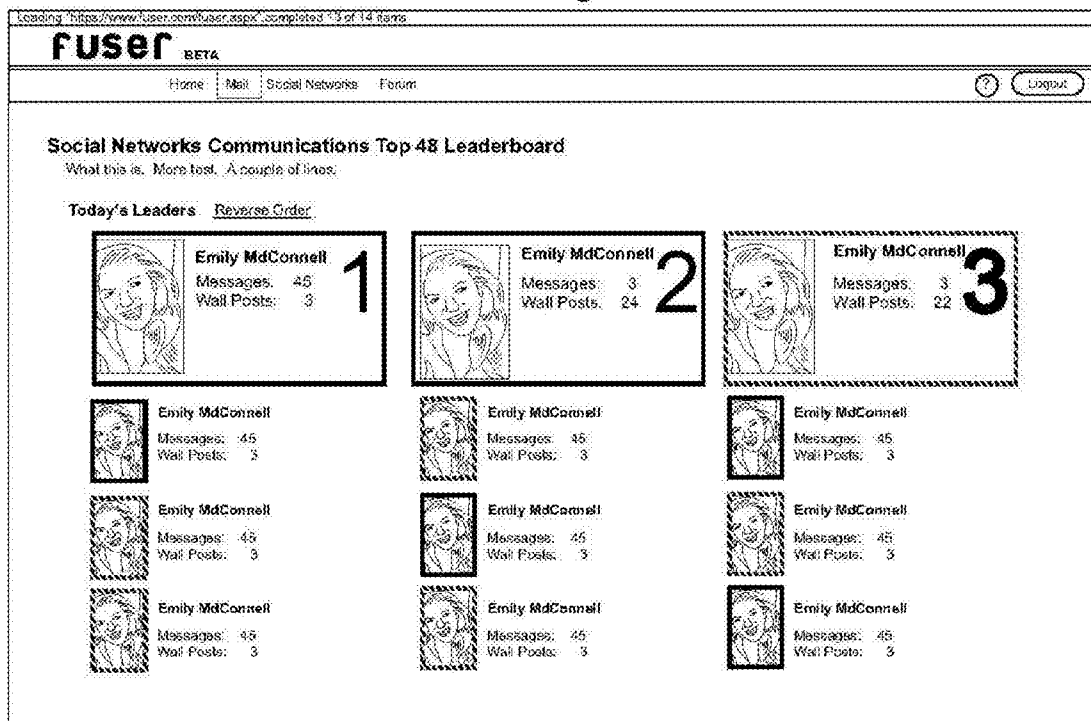 Loading "https://www.fuser.com/fuser.aspx", completed 13 of 14 items
fuser BETA
Home Mail Social Networks Forum ? Logout
Social Networks Communications Top 48 Leaderboard
What this is. More text. A couple of lines.
Today's Leaders Reverse Order
Emily MdConnell
Messages: 45
Wall Posts: 3
1
Emily MdConnell
Messages: 3
Wall Posts: 24
2
Emily MdConnell
Messages: 3
Wall Posts: 22
3
Emily MdConnell
Messages: 45
Wall Posts: 3
Emily MdConnell
Messages: 45
Wall Posts: 3
Emily MdConnell
Messages: 45
Wall Posts: 3
Emily MdConnell
Messages: 45
Wall Posts: 3
Emily MdConnell
Messages: 45
Wall Posts: 3
Emily MdConnell
Messages: 45
Wall Posts: 3
Emily MdConnell
Messages: 45
Wall Posts: 3
Emily MdConnell
Messages: 45
Wall Posts: 3
Emily MdConnell
Messages: 45
Wall Posts: 3